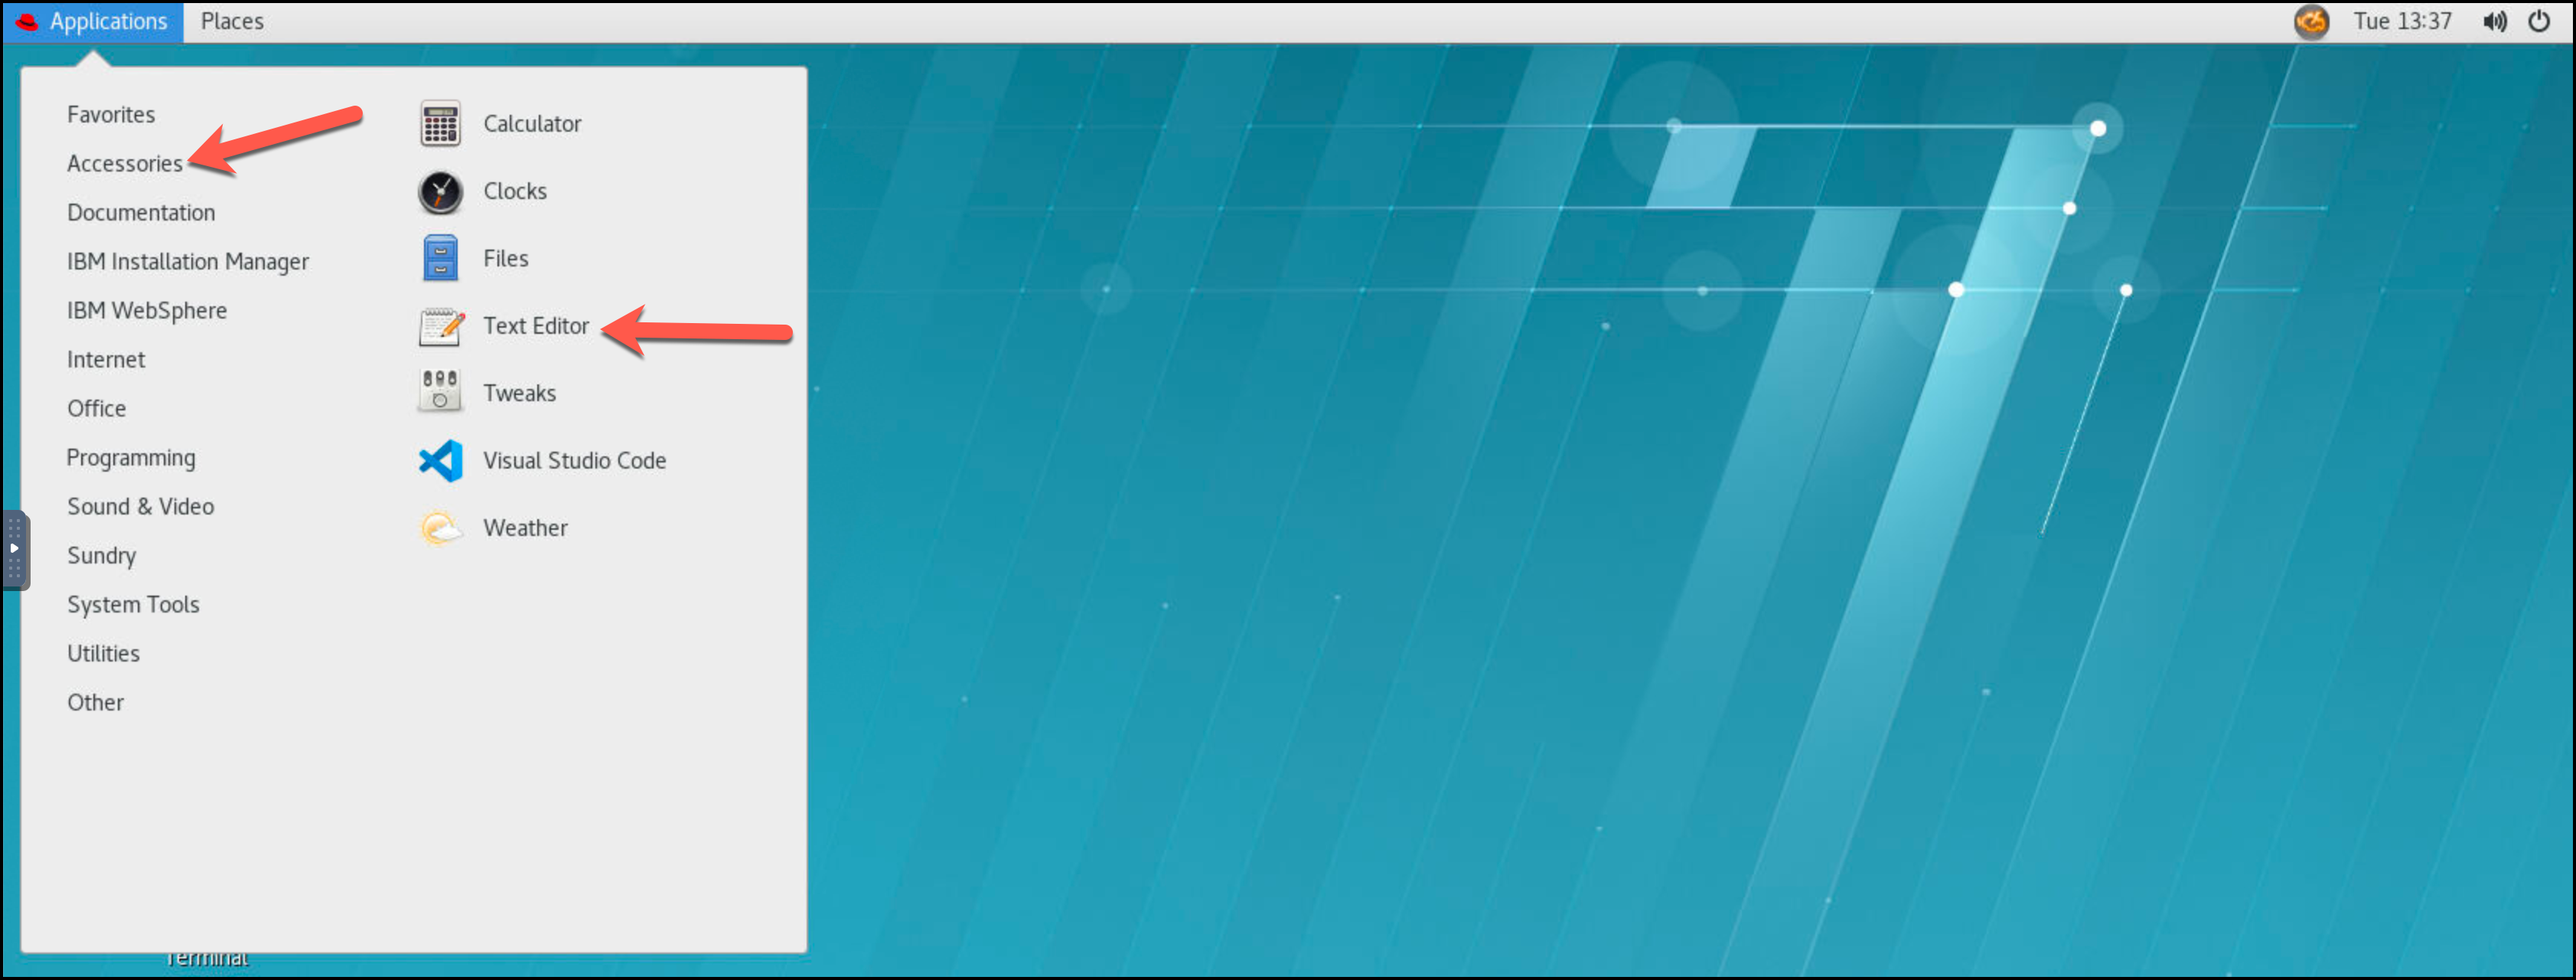 Applications Places Tue 13:37
Favorites
Accessories
Documentation
IBM Installation Manager
IBM WebSphere
Internet
Office
Programming
Sound & Video
Sundry
System Tools
Utilities
Other
Calculator
Clocks
Files
Text Editor
Tweaks
Visual Studio Code
Weather
Terminal